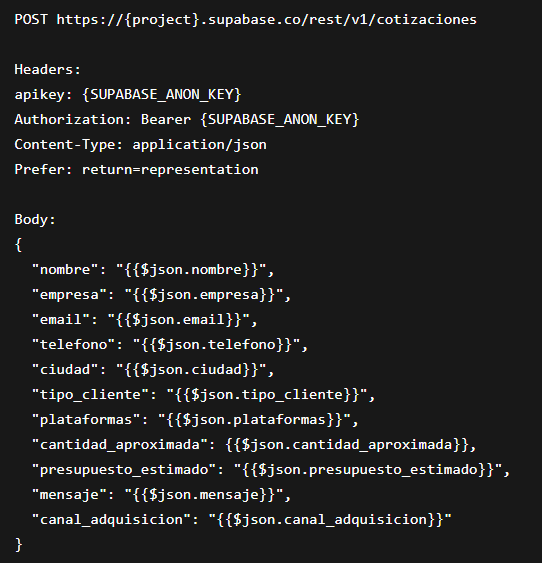 POST https://{project}.supabase.co/rest/v1/cotizaciones
Headers:
apikey: {SUPABASE_ANON_KEY}
Authorization: Bearer {SUPABASE_ANON_KEY}
Content-Type: application/json
Prefer: return=representation
Body:
{
  "nombre": "{{$json.nombre}}",
  "empresa": "{{$json.empresa}}",
  "email": "{{$json.email}}",
  "telefono": "{{$json.telefono}}",
  "ciudad": "{{$json.ciudad}}",
  "tipo_cliente": "{{$json.tipo_cliente}}",
  "plataformas": "{{$json.plataformas}}",
  "cantidad_aproximada": {{$json.cantidad_aproximada}},
  "presupuesto_estimado": "{{$json.presupuesto_estimado}}",
  "mensaje": "{{$json.mensaje}}",
  "canal_adquisicion": "{{$json.canal_adquisicion}}"
}